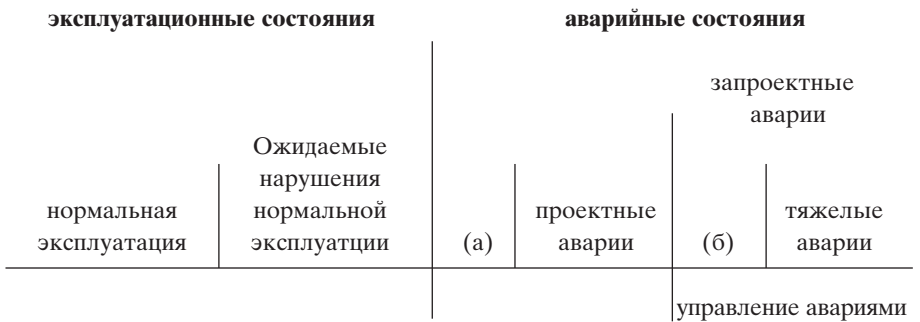 эксплуатационные состояния
аварийные состояния
запроектные
аварии
Ожидаемые
нарушения
нормальной
эксплуатции
нормальная
эксплуатация
(а)
проектные
аварии
(б)
тяжелые
аварии
управление авариями